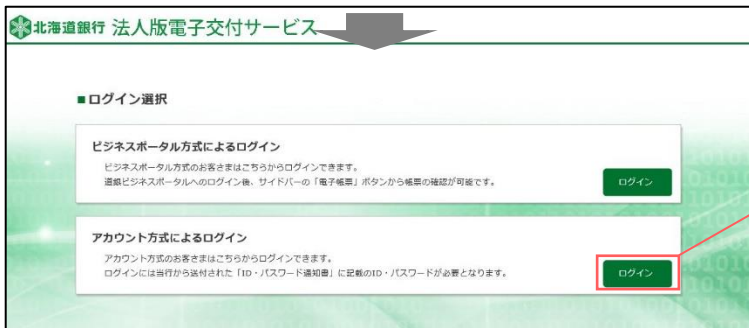 北海道銀行 法人版電子交付サービス
■ログイン選択
ビジネスポータル方式によるログイン
ビジネスポータル方式のお客さまはこちらからログインできます。
道銀ビジネスポータルへのログイン後、サイドバーの「電子帳票」ボタンから帳票の確認が可能です。
ログイン
アカウント方式によるログイン
アカウント方式のお客さまはこちらからログインできます。
ログインには当行から送付された「ID・パスワード通知書」に記載のID・パスワードが必要となります。
ログイン